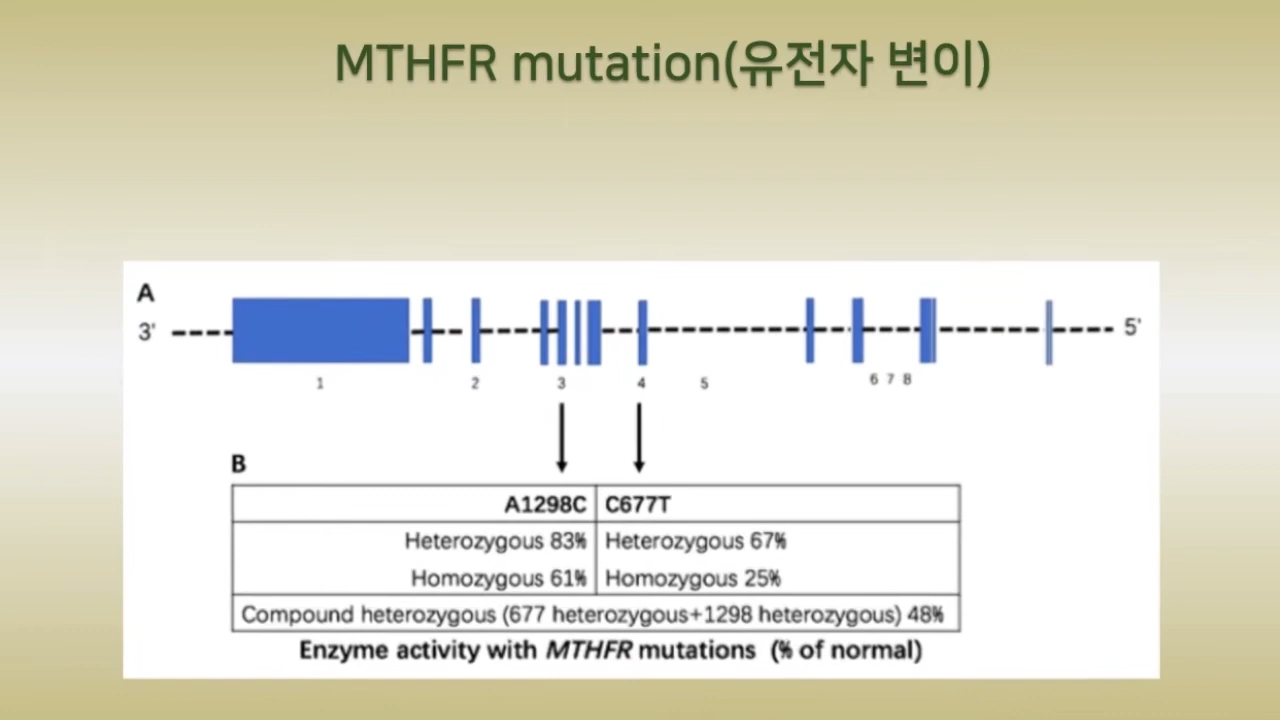 MTHFR mutation(유전자 변이)
A
3' 5'
1 2 3 4 5 6 7 8
B
A1298C C677T
Heterozygous 83% Heterozygous 67%
Homozygous 61% Homozygous 25%
Compound heterozygous (677 heterozygous+1298 heterozygous) 48%
Enzyme activity with MTHFR mutations (% of normal)